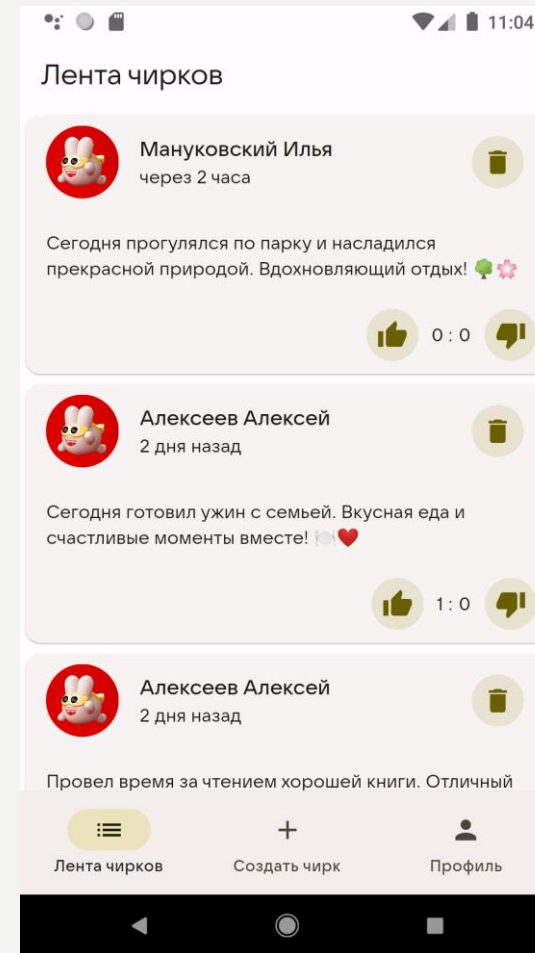 11:04
Лента чирков
Мануковский Илья
через 2 часа
Сегодня прогулялся по парку и насладился
прекрасной природой. Вдохновляющий отдых! 🌳🌸
0 : 0
Алексеев Алексей
2 дня назад
Сегодня готовил ужин с семьей. Вкусная еда и
счастливые моменты вместе! 🍽️❤️
1 : 0
Алексеев Алексей
2 дня назад
Провел время за чтением хорошей книги. Отличный
Лента чирков
Создать чирк
Профиль